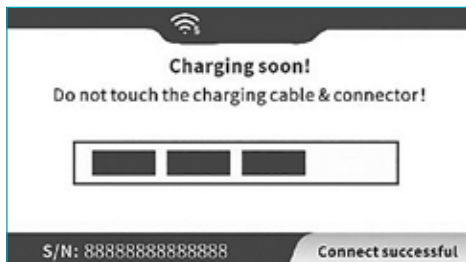 Charging soon!
Do not touch the charging cable & connector!
S/N: 88888888888888
Connect successful